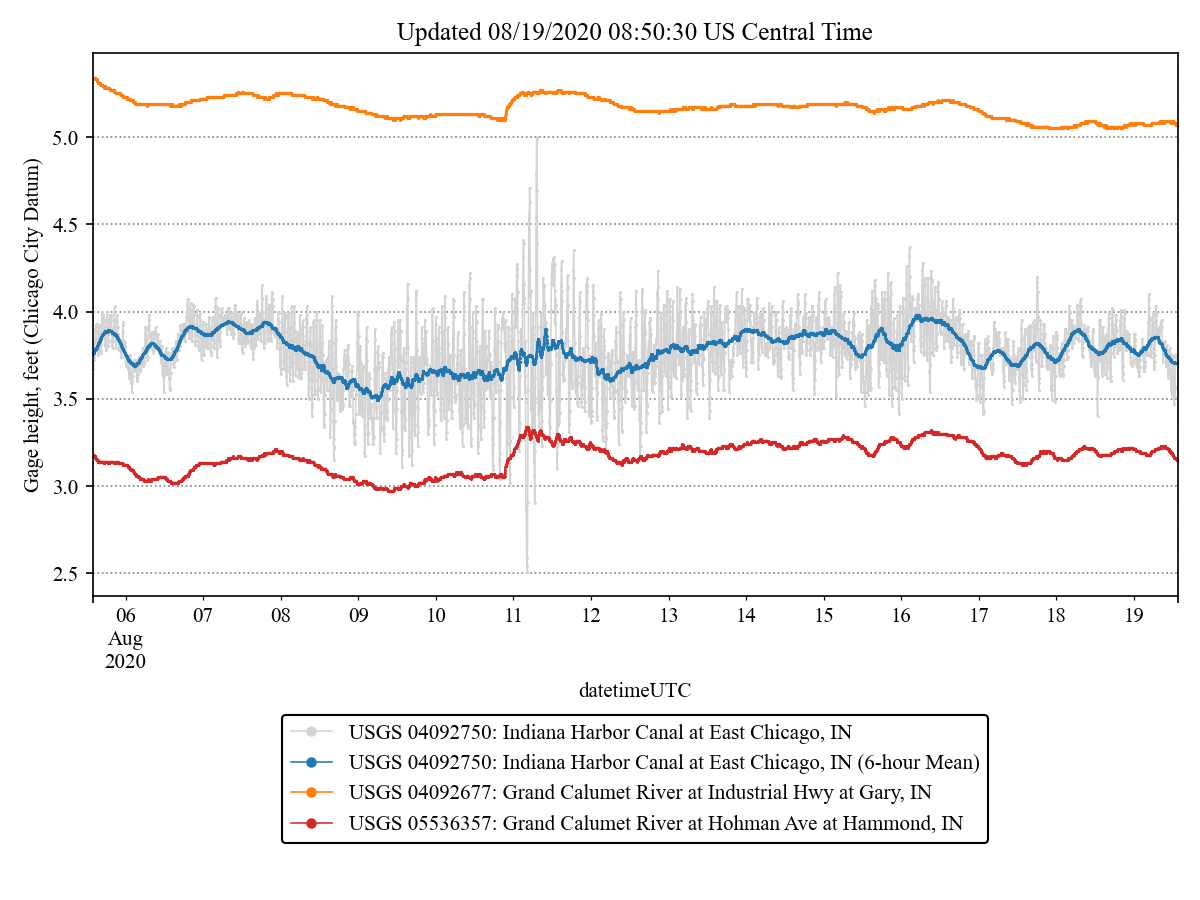 Updated 08/19/2020 08:50:30 US Central Time
Gage height, feet (Chicago City Datum)
5.0
4.5
4.0
3.5
3.0
2.5
06 07 08 09 10 11 12 13 14 15 16 17 18 19
Aug
2020
datetimeUTC
USGS 04092750: Indiana Harbor Canal at East Chicago, IN
USGS 04092750: Indiana Harbor Canal at East Chicago, IN (6-hour Mean)
USGS 04092677: Grand Calumet River at Industrial Hwy at Gary, IN
USGS 05536357: Grand Calumet River at Hohman Ave at Hammond, IN